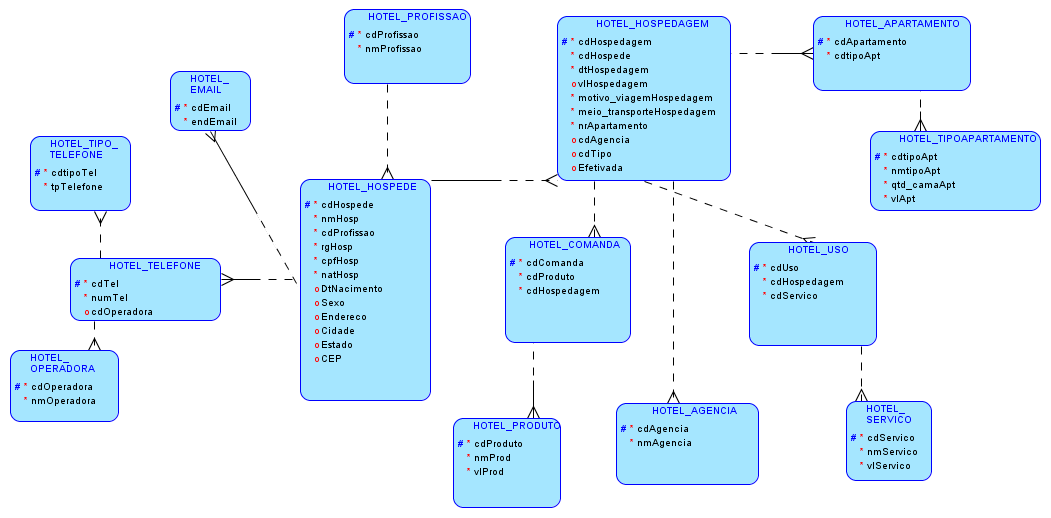 HOTEL_PROFISSAO
# * cdProfissao
* nmProfissao
HOTEL_HOSPEDAGEM
# * cdHospedagem
* cdHospede
* dtHospedagem
o vlHospedagem
* motivo_viagemHospedagem
* meio_transporteHospedagem
* nrApartamento
o cdAgencia
o cdTipo
o Efetivada
HOTEL_APARTAMENTO
# * cdApartamento
* cdtipoApt
HOTEL_
EMAIL
# * cdEmail
* endEmail
HOTEL_TIPO_
TELEFONE
# * cdtipoTel
* tpTelefone
HOTEL_TIPOAPARTAMENTO
# * cdtipoApt
* nmtipoApt
* qtd_camaApt
* vlApt
HOTEL_HOSPEDE
# * cdHospede
* nmHosp
* cdProfissao
* rgHosp
* cpfHosp
* natHosp
o DtNacimento
o Sexo
o Endereco
o Cidade
o Estado
o CEP
HOTEL_TELEFONE
# * cdTel
* numTel
o cdOperadora
HOTEL_COMANDA
# * cdComanda
* cdProduto
* cdHospedagem
HOTEL_USO
# * cdUso
* cdHospedagem
* cdServico
HOTEL_
OPERADORA
# * cdOperadora
* nmOperadora
HOTEL_PRODUTO
# * cdProduto
* nmProd
* vlProd
HOTEL_AGENCIA
# * cdAgencia
* nmAgencia
HOTEL_
SERVICO
# * cdServico
* nmServico
* vlServico